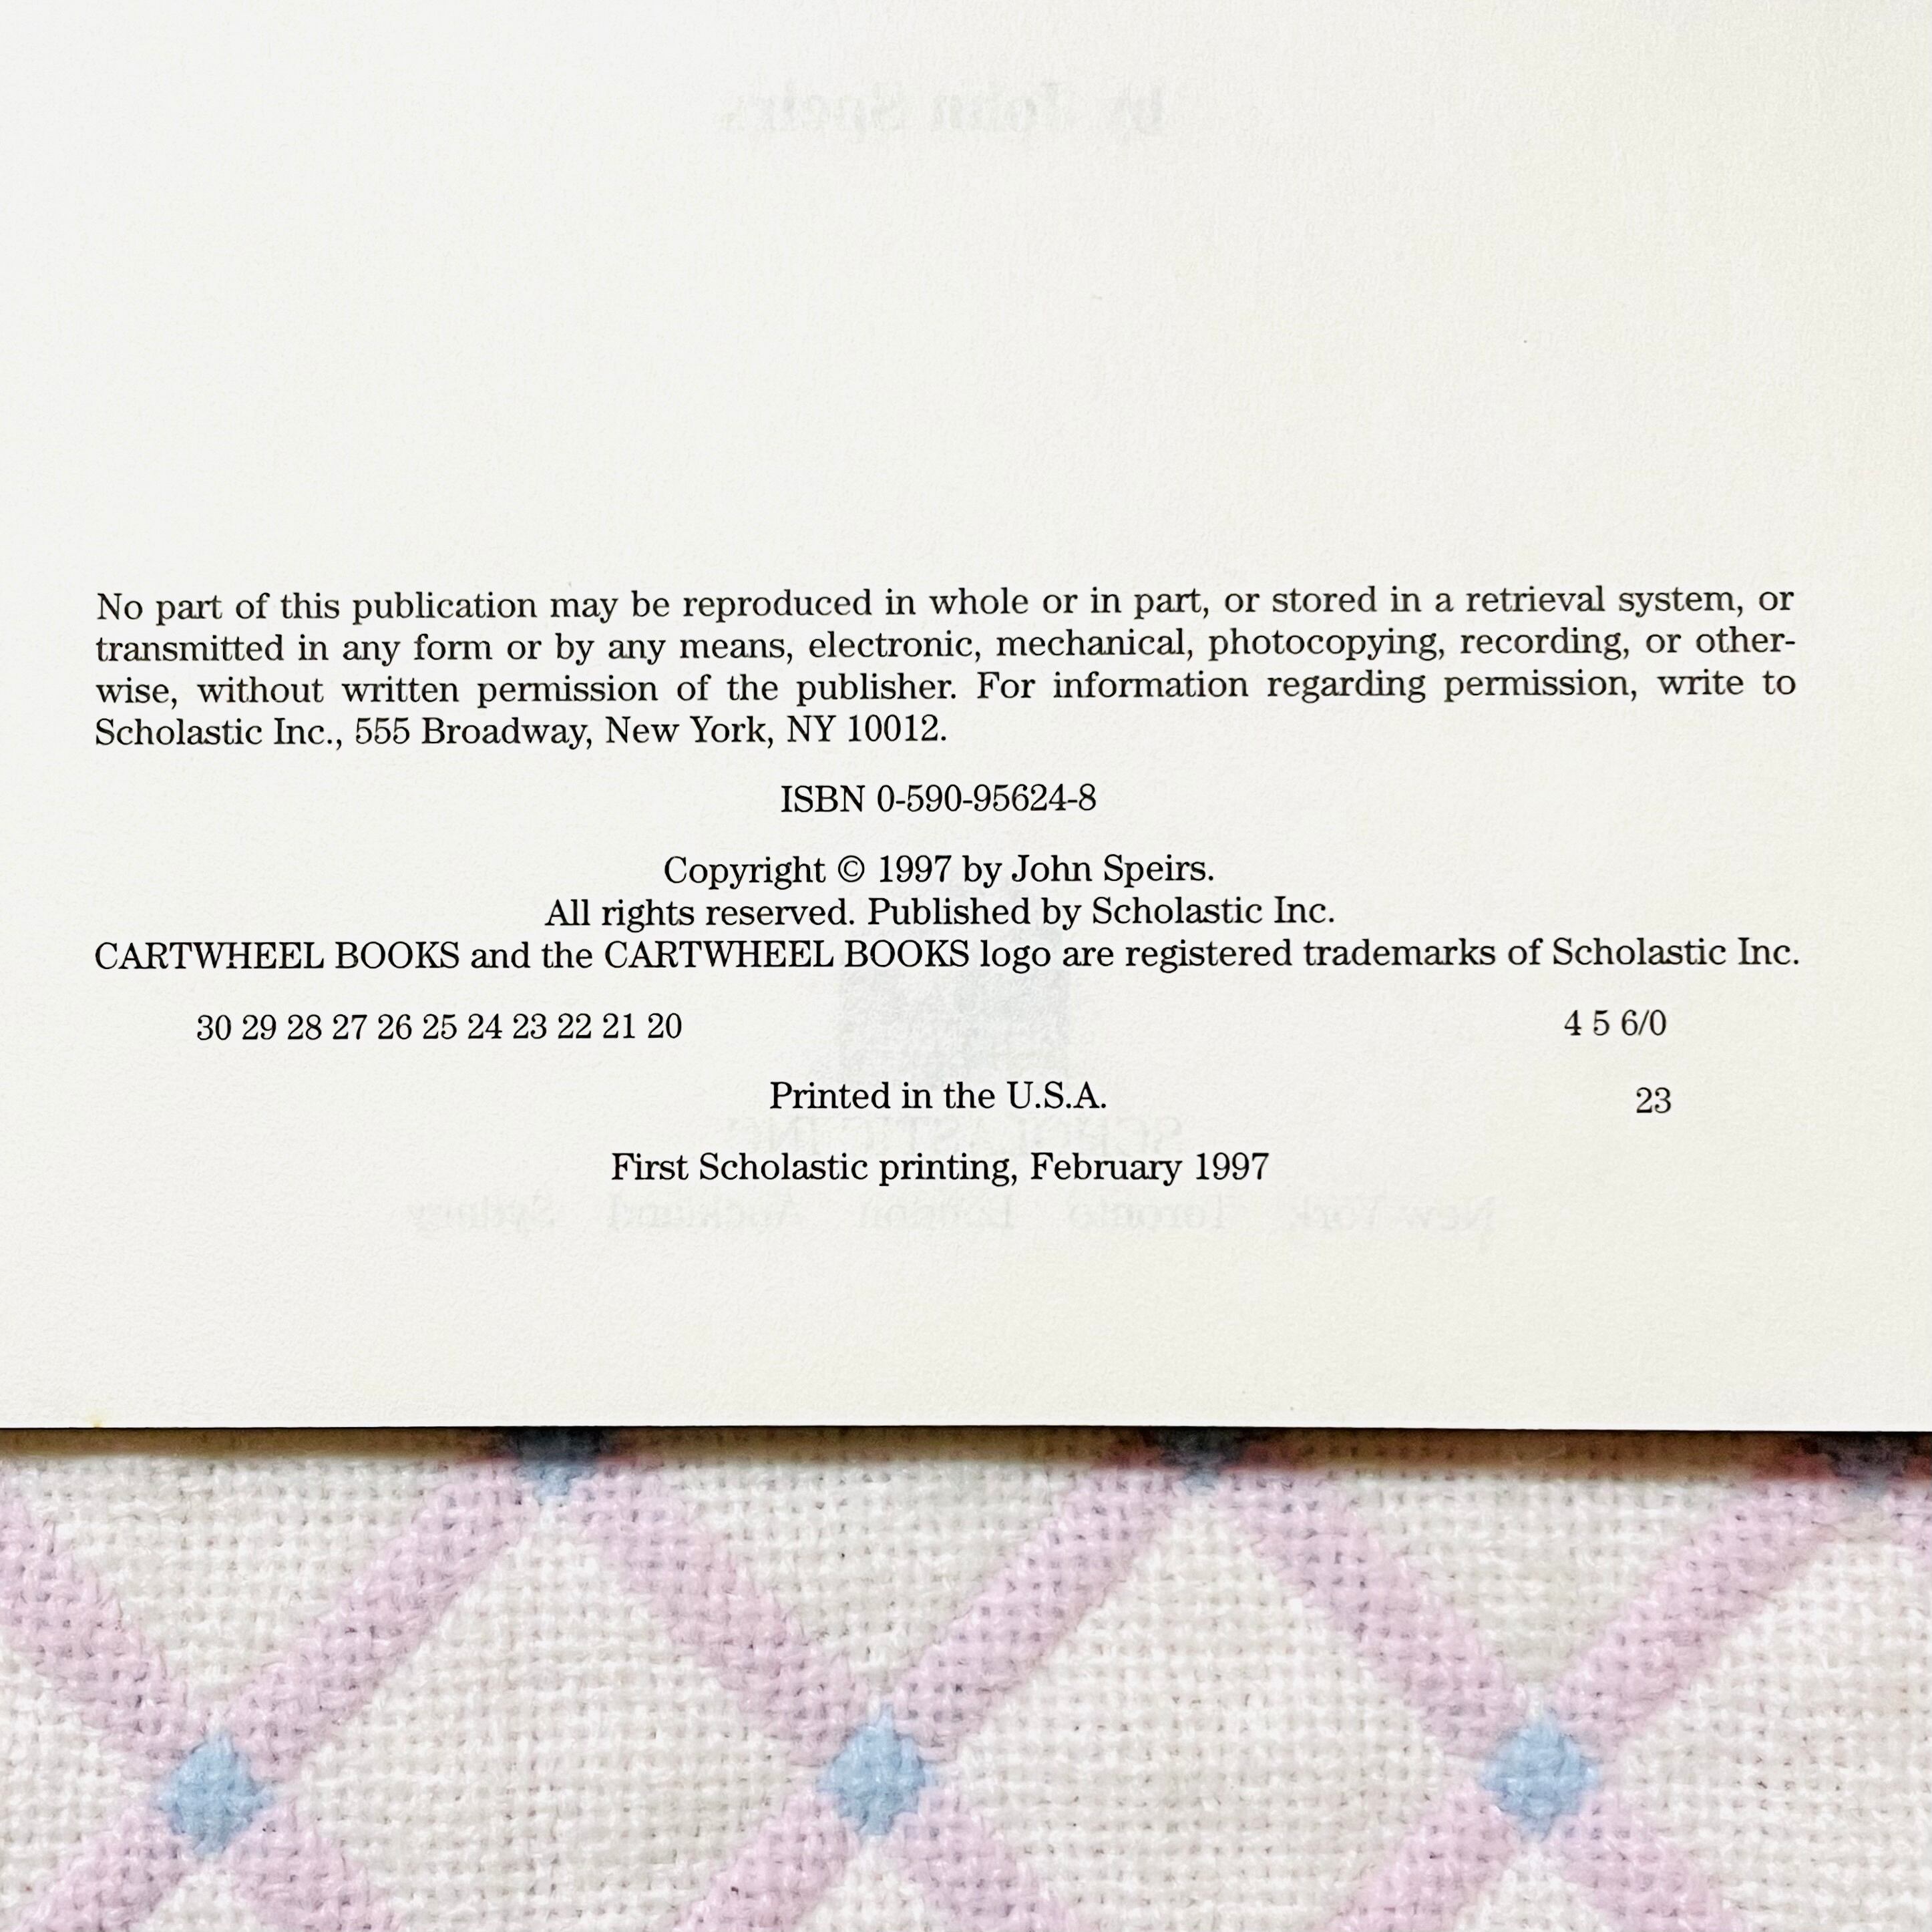 No part of this publication may be reproduced in whole or in part, or stored in a retrieval system, or
transmitted in any form or by any means, electronic, mechanical, photocopying, recording, or other-
wise, without written permission of the publisher. For information regarding permission, write to
Scholastic Inc., 555 Broadway, New York, NY 10012.
ISBN 0-590-95624-8
Copyright © 1997 by John Speirs.
All rights reserved. Published by Scholastic Inc.
CARTWHEEL BOOKS and the CARTWHEEL BOOKS logo are registered trademarks of Scholastic Inc.
30 29 28 27 26 25 24 23 22 21 20 4 5 6/0
Printed in the U.S.A. 23
First Scholastic printing, February 1997